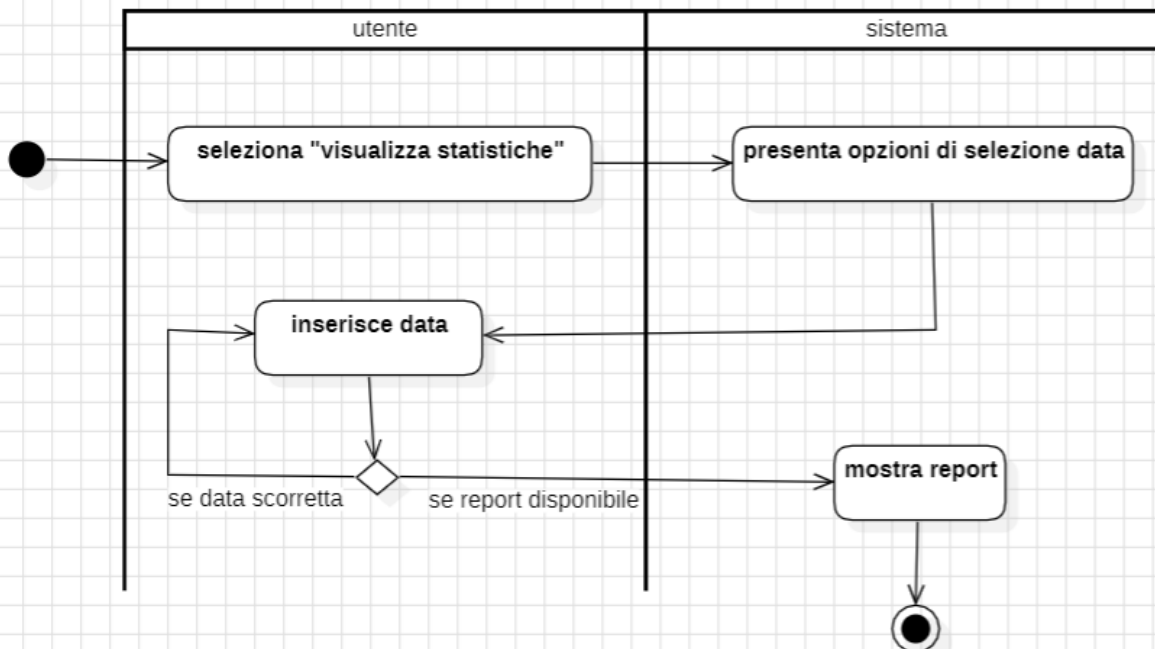 utente
sistema
seleziona "visualizza statistiche"
presenta opzioni di selezione data
inserisce data
mostra report
se data scorretta
se report disponibile